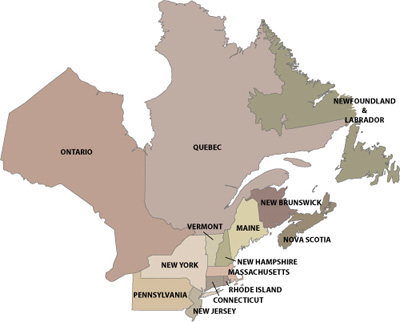 NEWFOUNDLAND
&
LABRADOR
QUEBEC
ONTARIO
NEW BRUNSWICK
VERMONT
MAINE
NOVA SCOTIA
NEW HAMPSHIRE
NEW YORK
MASSACHUSETTS
RHODE ISLAND
PENNSYLVANIA
CONNECTICUT
NEW JERSEY